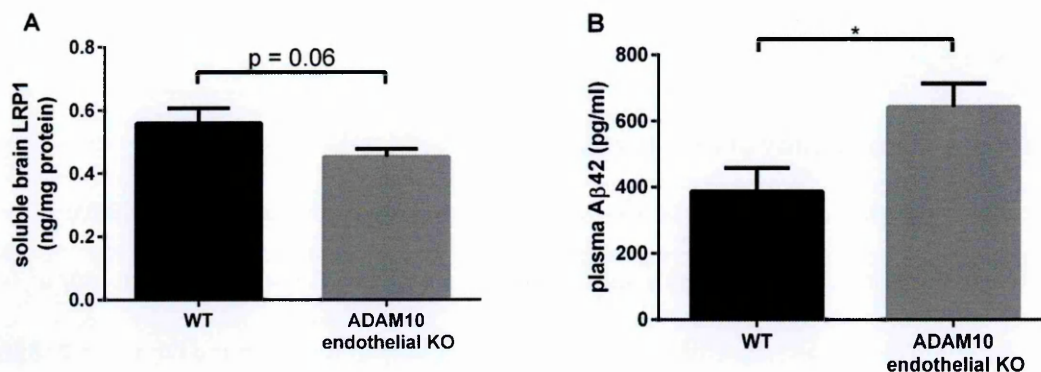 A
soluble brain LRP1
(ng/mg protein)
0.8
0.6
0.4
0.2
0.0
p = 0.06
WT
ADAM10
endothelial KO
B
plasma Aβ42 (pg/ml)
800
600
400
200
0
*
WT
ADAM10
endothelial KO